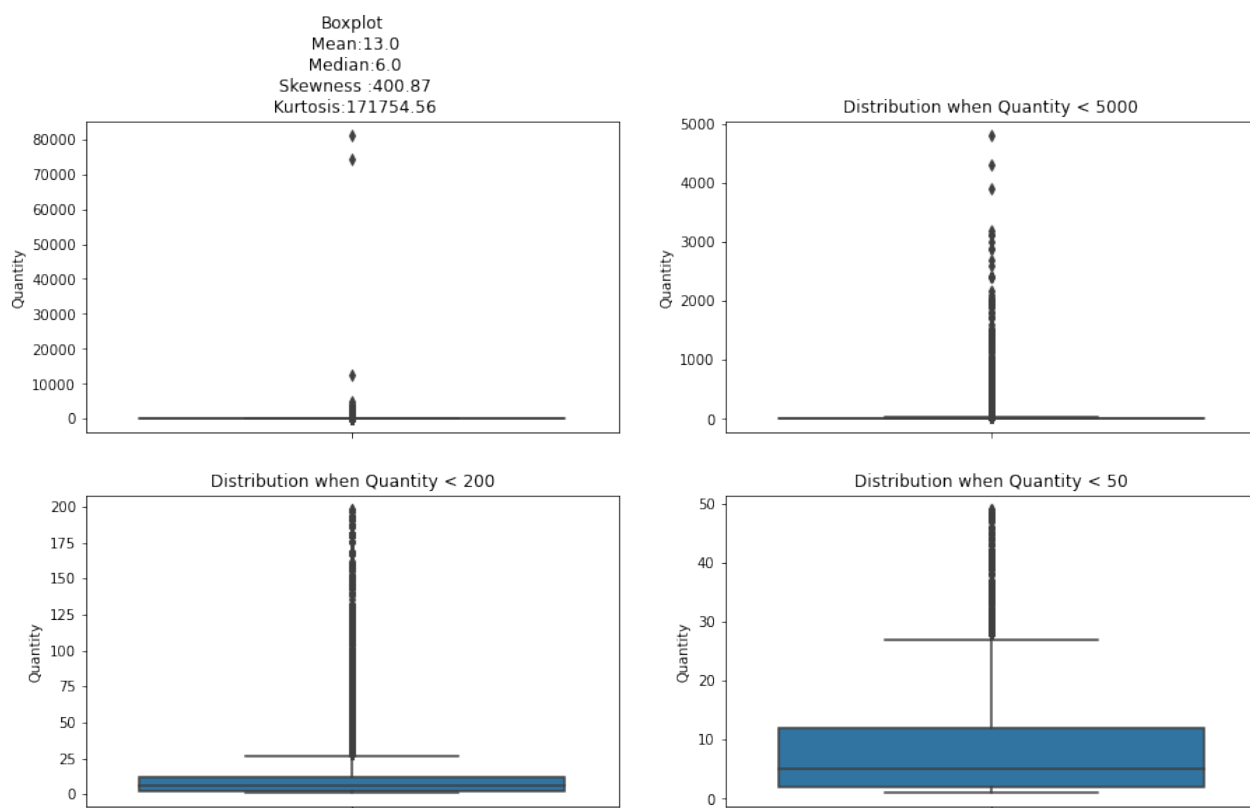 Boxplot
Mean:13.0
Median:6.0
Skewness :400.87
Kurtosis:171754.56
80000
70000
60000
50000
40000
30000
20000
10000
0
Quantity
Distribution when Quantity < 5000
5000
4000
3000
2000
1000
0
Quantity
Distribution when Quantity < 200
200
175
150
125
100
75
50
25
0
Quantity
Distribution when Quantity < 50
50
40
30
20
10
0
Quantity